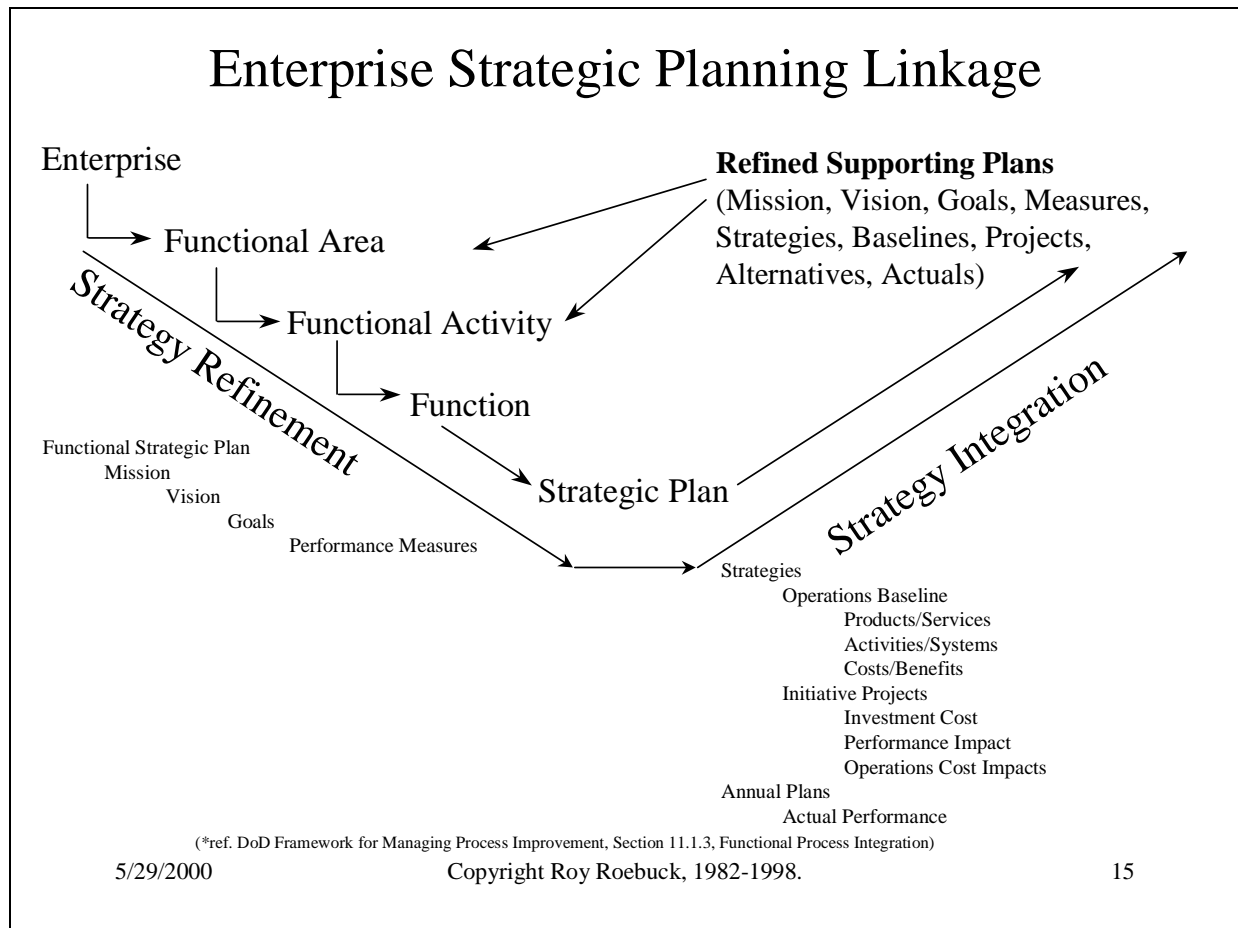 Enterprise Strategic Planning Linkage
Enterprise
Functional Area
Functional Activity
Function
Strategic Plan
Refined Supporting Plans
(Mission, Vision, Goals, Measures,
Strategies, Baselines, Projects,
Alternatives, Actuals)
Strategy Refinement
Strategy Integration
Functional Strategic Plan
Mission
Vision
Goals
Performance Measures
Strategies
Operations Baseline
Products/Services
Activities/Systems
Costs/Benefits
Initiative Projects
Investment Cost
Performance Impact
Operations Cost Impacts
Annual Plans
Actual Performance
(*ref. DoD Framework for Managing Process Improvement, Section 11.1.3, Functional Process Integration)
5/29/2000 Copyright Roy Roebuck, 1982-1998. 15